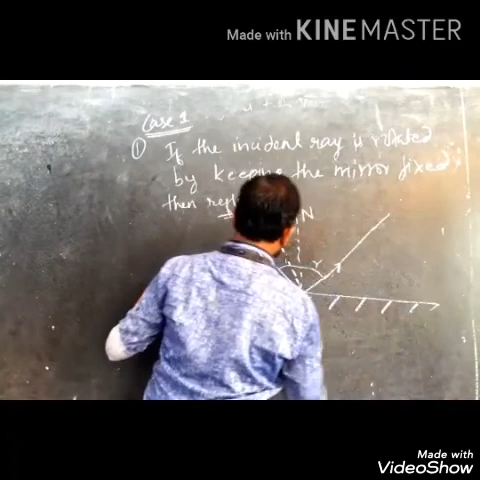 Made with KINEMASTER
Case 1
① If the incident ray is rotated
by keeping the mirror fixed
then
N
r
Made with
VideoShow